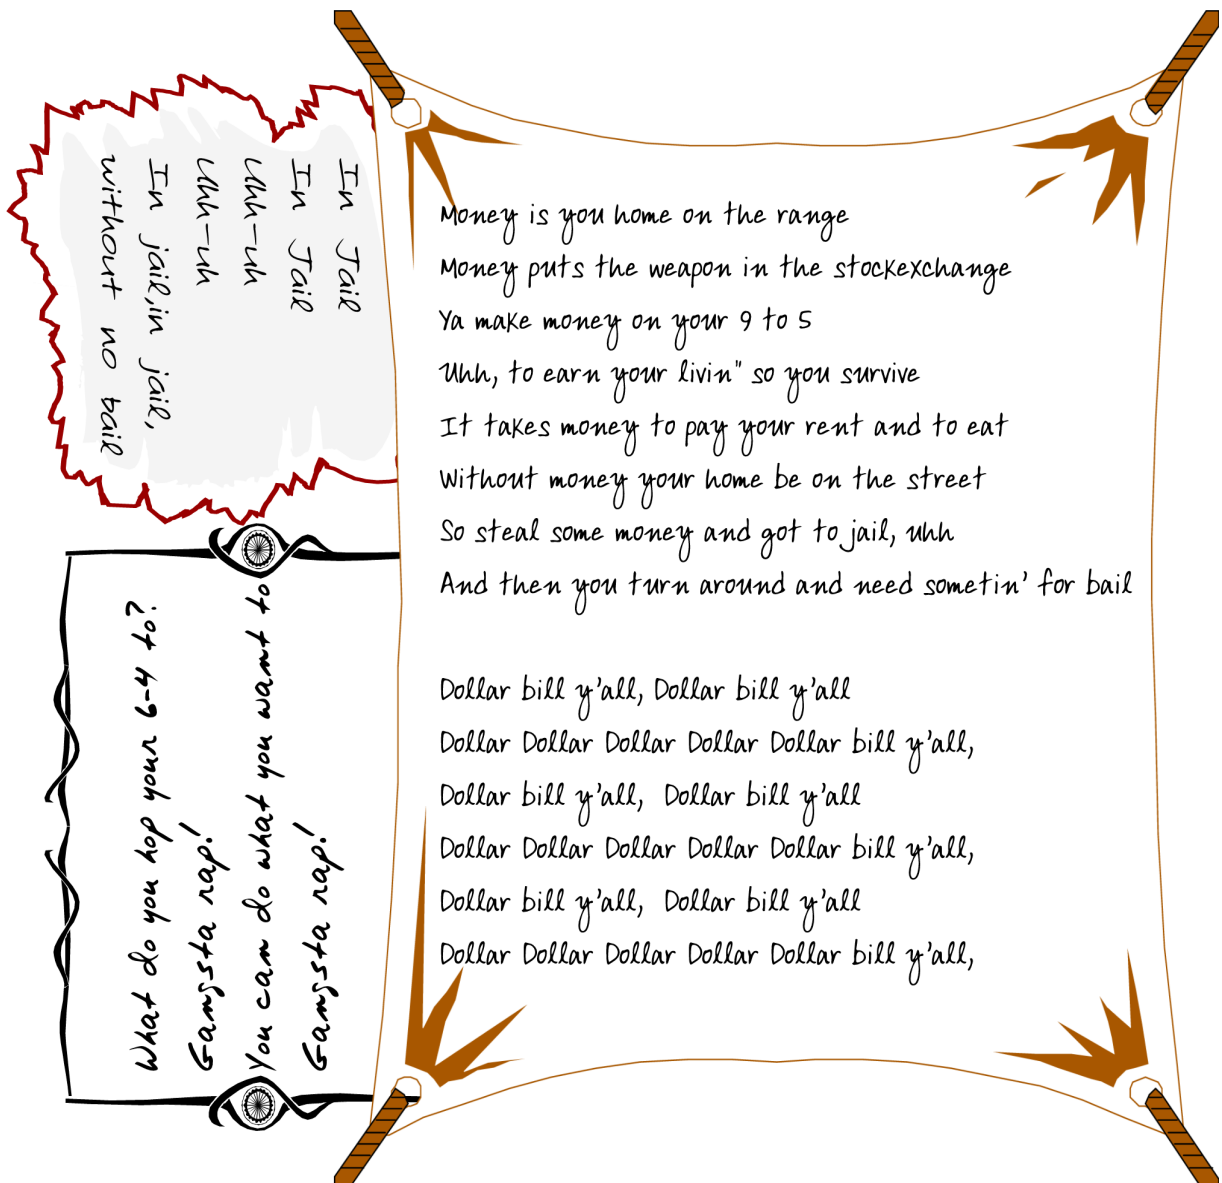 In Jail
In Jail
Uhh-uh
Uhh-uh
In jail,in jail,
without no bail
What do you hop your 6-4 to?
Gangsta rap!
You can do what you want to
Gangsta rap!
Money is you home on the range
Money puts the weapon in the stockexchange
Ya make money on your 9 to 5
Uhh, to earn your livin" so you survive
It takes money to pay your rent and to eat
Without money your home be on the street
So steal some money and got to jail, uhh
And then you turn around and need sometin' for bail
Dollar bill y'all, Dollar bill y'all
Dollar Dollar Dollar Dollar Dollar bill y'all,
Dollar bill y'all, Dollar bill y'all
Dollar Dollar Dollar Dollar Dollar bill y'all,
Dollar bill y'all, Dollar bill y'all
Dollar Dollar Dollar Dollar Dollar bill y'all,